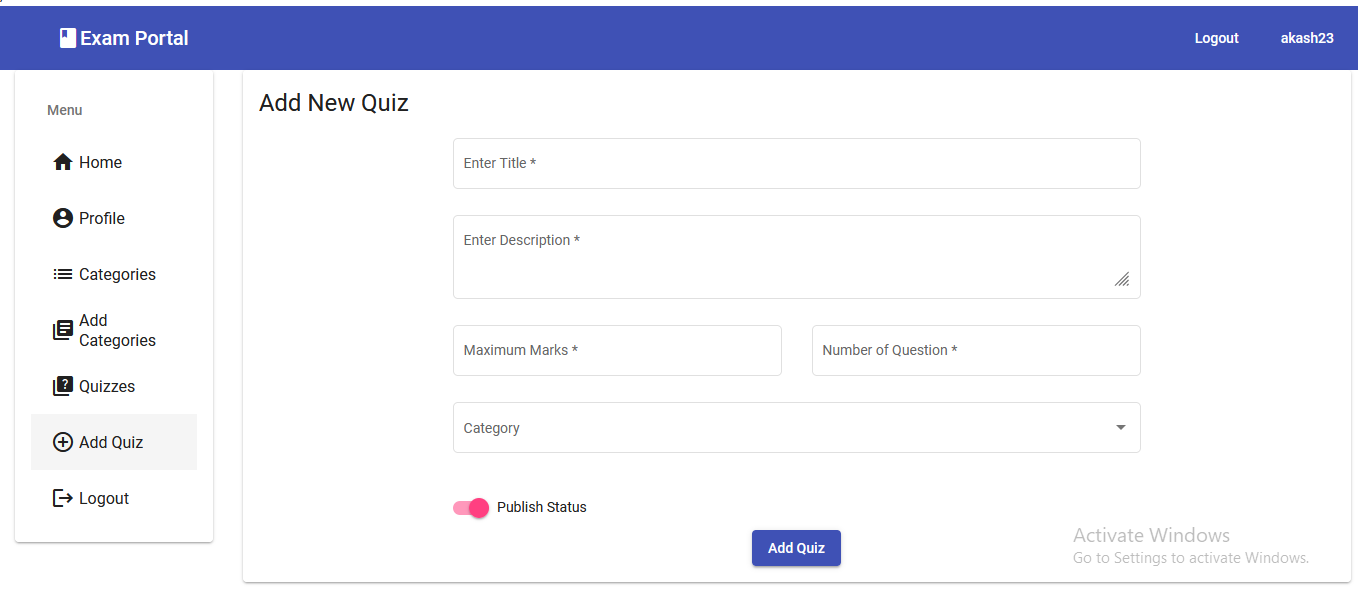 Exam Portal
Logout
akash23
Menu
Home
Profile
Categories
Add
Categories
Quizzes
Add Quiz
Logout
Add New Quiz
Enter Title *
Enter Description *
Maximum Marks *
Number of Question *
Category
Publish Status
Add Quiz
Activate Windows
Go to Settings to activate Windows.